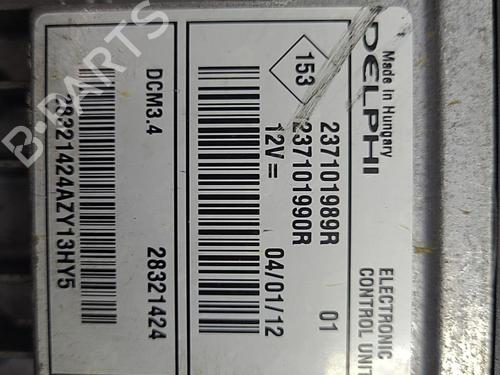 DELPHI
Made in Hungary
ELECTRONIC
CONTROL UNIT
153
237101989R 01
237101990R
12V= 04/01/12
DCM3.4 28321424
28321424AZY13HY5
B-PARTS